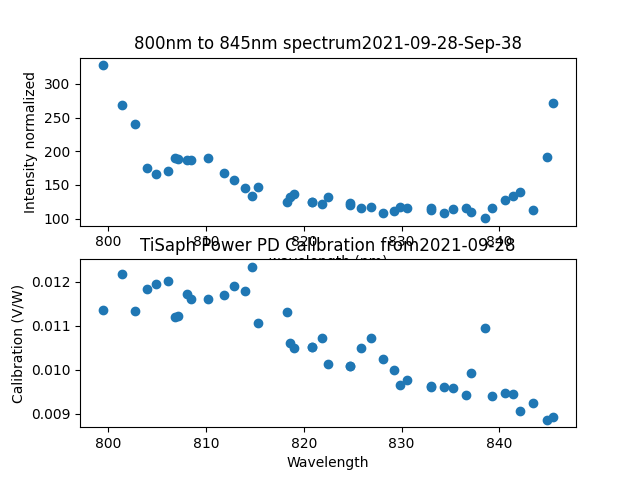 800nm to 845nm spectrum2021-09-28-Sep-38
Intensity normalized
300
250
200
150
100
800 810 820 830 840
wavelength (nm)
TiSaph Power PD Calibration from2021-09-28
Calibration (V/W)
0.012
0.011
0.010
0.009
800 810 820 830 840
Wavelength